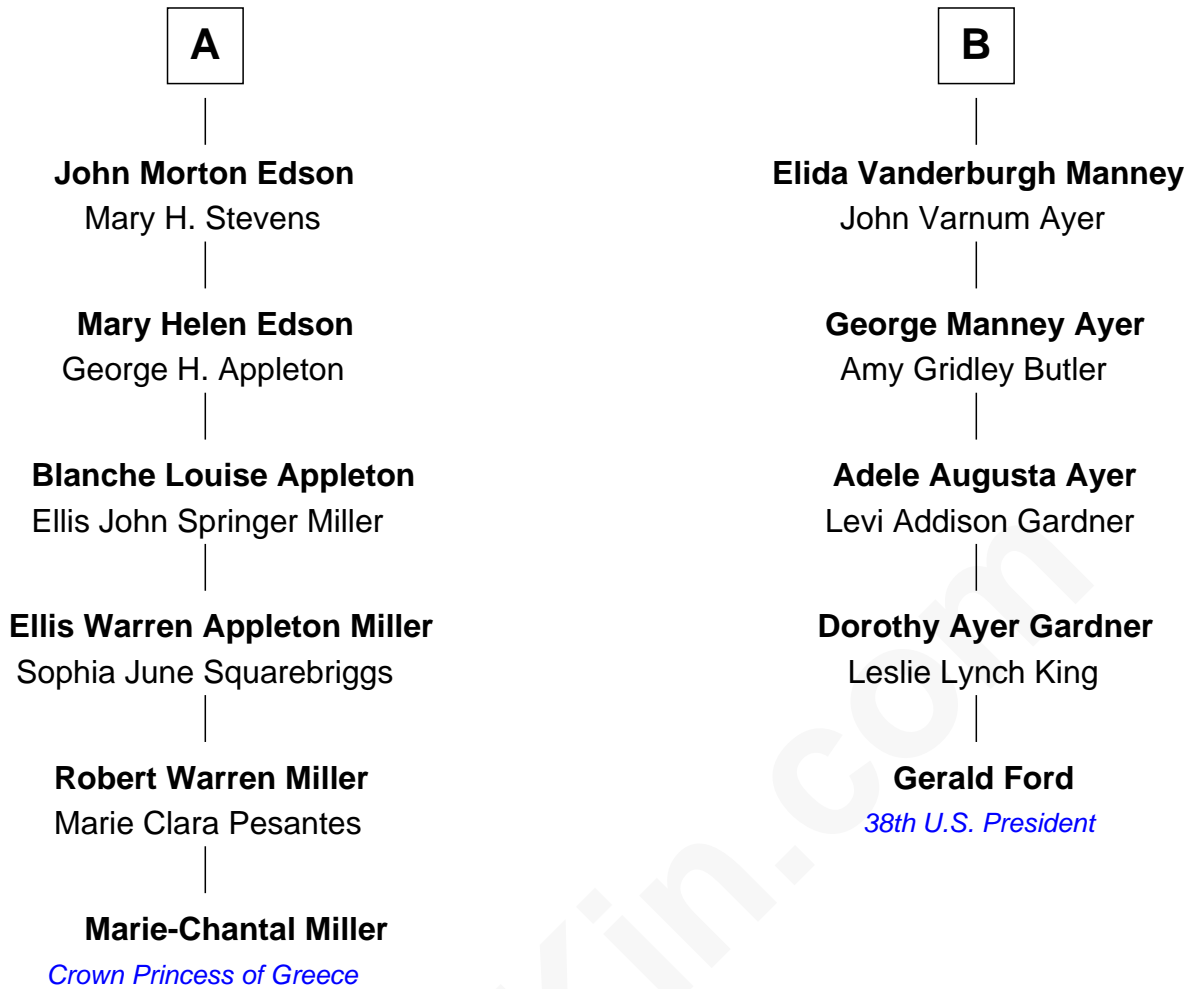 A
John Morton Edson
Mary H. Stevens
Mary Helen Edson
George H. Appleton
Blanche Louise Appleton
Ellis John Springer Miller
Ellis Warren Appleton Miller
Sophia June Squarebriggs
Robert Warren Miller
Marie Clara Pesantes
Marie-Chantal Miller
Crown Princess of Greece
B
Elida Vanderburgh Manney
John Varnum Ayer
George Manney Ayer
Amy Gridley Butler
Adele Augusta Ayer
Levi Addison Gardner
Dorothy Ayer Gardner
Leslie Lynch King
Gerald Ford
38th U.S. President
Kin.com